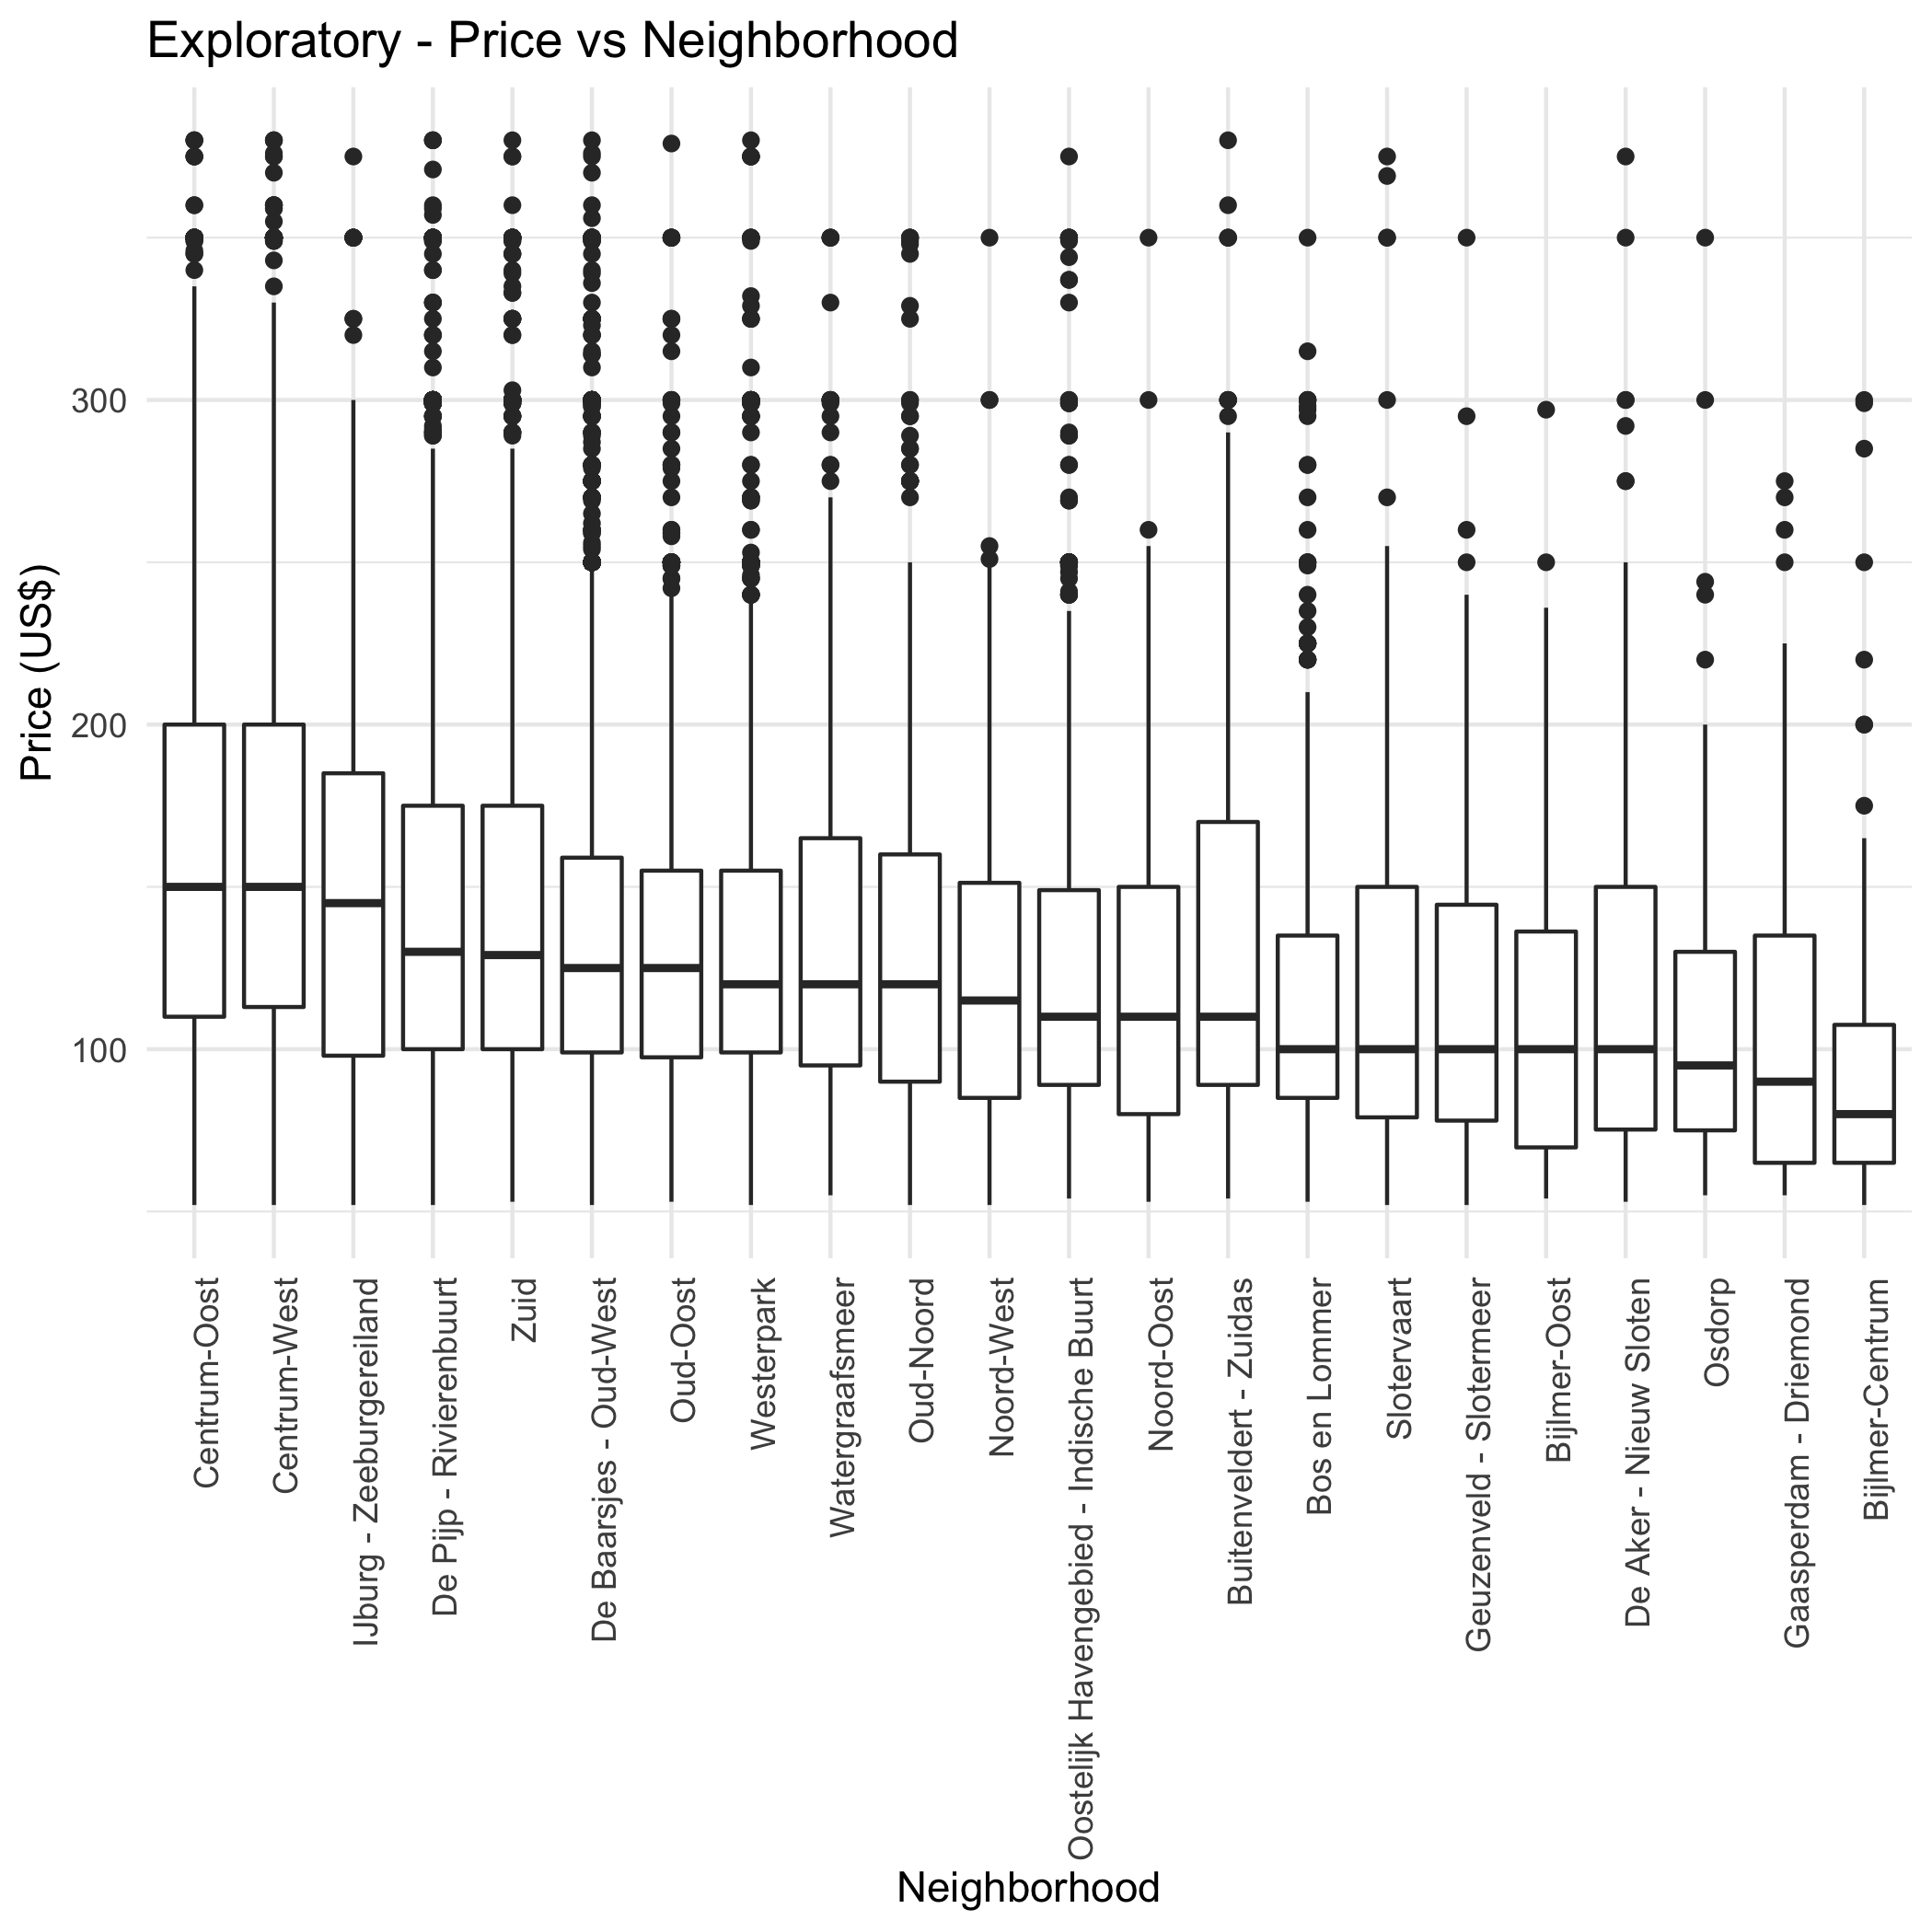 Exploratory - Price vs Neighborhood
Price (US$)
300
200
100
Centrum-Oost
Centrum-West
IJburg - Zeeburgereiland
De Pijp - Rivierenbuurt
Zuid
De Baarsjes - Oud-West
Oud-Oost
Westerpark
Watergraafsmeer
Oud-Noord
Noord-West
Oostelijk Havengebied - Indische Buurt
Noord-Oost
Buitenveldert - Zuidas
Bos en Lommer
Slotervaart
Geuzenveld - Slotermeer
Bijlmer-Oost
De Aker - Nieuw Sloten
Osdorp
Gaasperdam - Driemond
Bijlmer-Centrum
Neighborhood